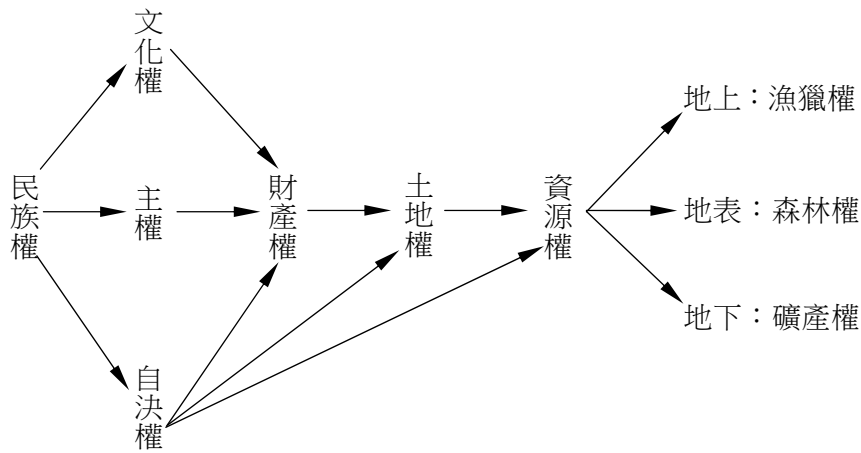 文化權
民族權
主權
自決權
財產權
土地權
資源權
地上：漁獵權
地表：森林權
地下：礦產權